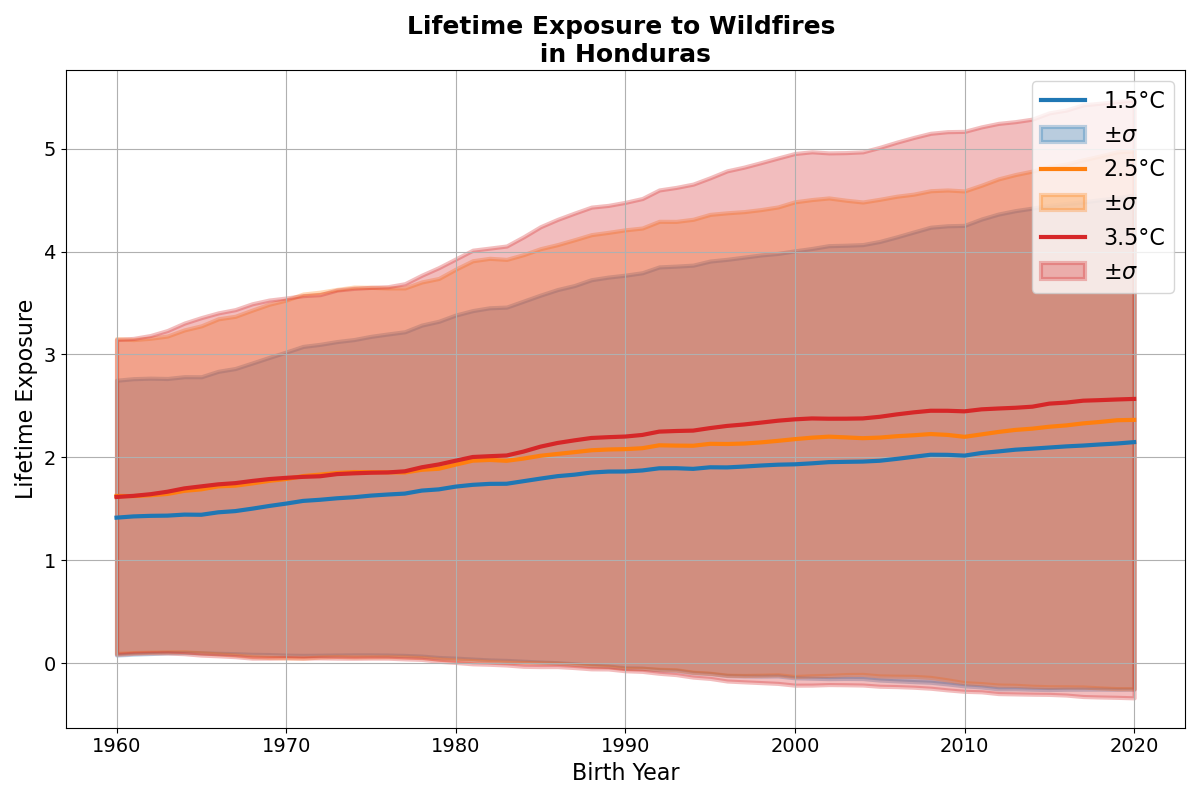 Lifetime Exposure to Wildfires
in Honduras
1.5°C
±σ
2.5°C
±σ
3.5°C
±σ
Lifetime Exposure
5
4
3
2
1
0
1960
1970
1980
1990
2000
2010
2020
Birth Year